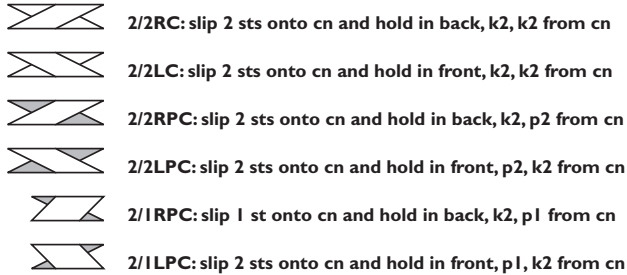 2/2RC: slip 2 sts onto cn and hold in back, k2, k2 from cn
2/2LC: slip 2 sts onto cn and hold in front, k2, k2 from cn
2/2RPC: slip 2 sts onto cn and hold in back, k2, p2 from cn
2/2LPC: slip 2 sts onto cn and hold in front, p2, k2 from cn
2/1RPC: slip 1 st onto cn and hold in back, k2, p1 from cn
2/1LPC: slip 2 sts onto cn and hold in front, p1, k2 from cn